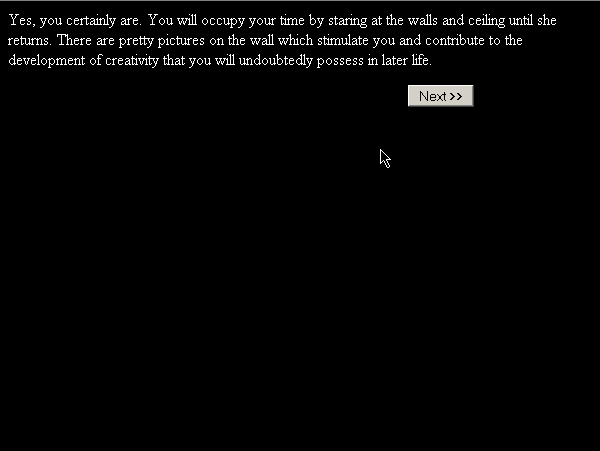 Yes, you certainly are. You will occupy your time by staring at the walls and ceiling until she
returns. There are pretty pictures on the wall which stimulate you and contribute to the
development of creativity that you will undoubtedly possess in later life.
Next >>